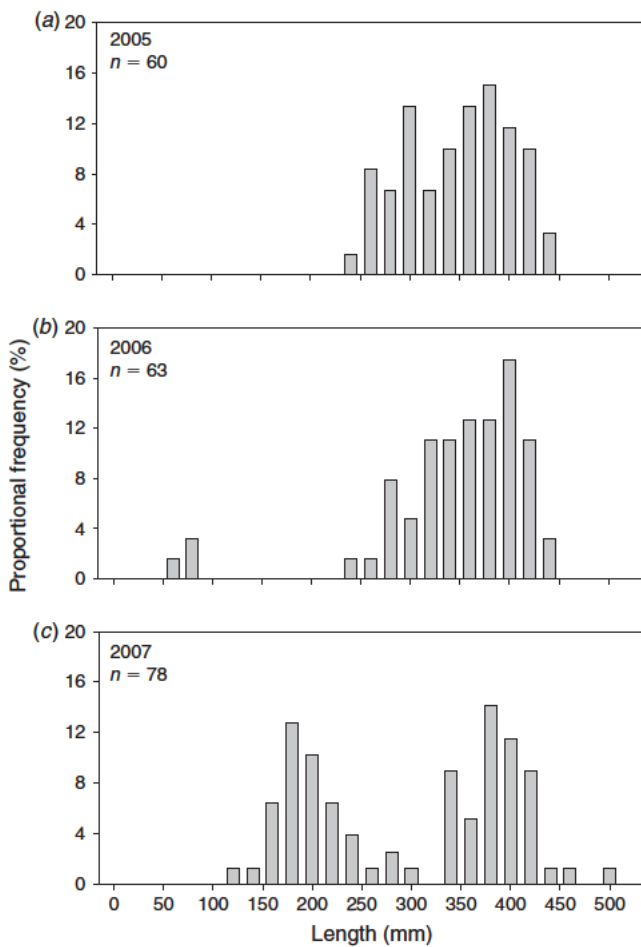 (a) 20
2005
n = 60
16
12
8
4
0
(b) 20
2006
n = 63
16
12
8
4
0
Proportional frequency (%)
(c) 20
2007
n = 78
16
12
8
4
0
0 50 100 150 200 250 300 350 400 450 500
Length (mm)